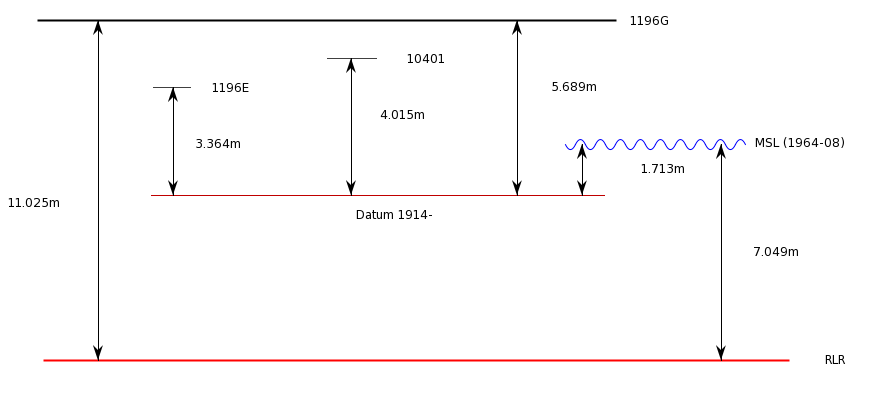 1196G
10401
1196E
5.689m
4.015m
3.364m
MSL (1964-08)
1.713m
11.025m
Datum 1914-
7.049m
RLR